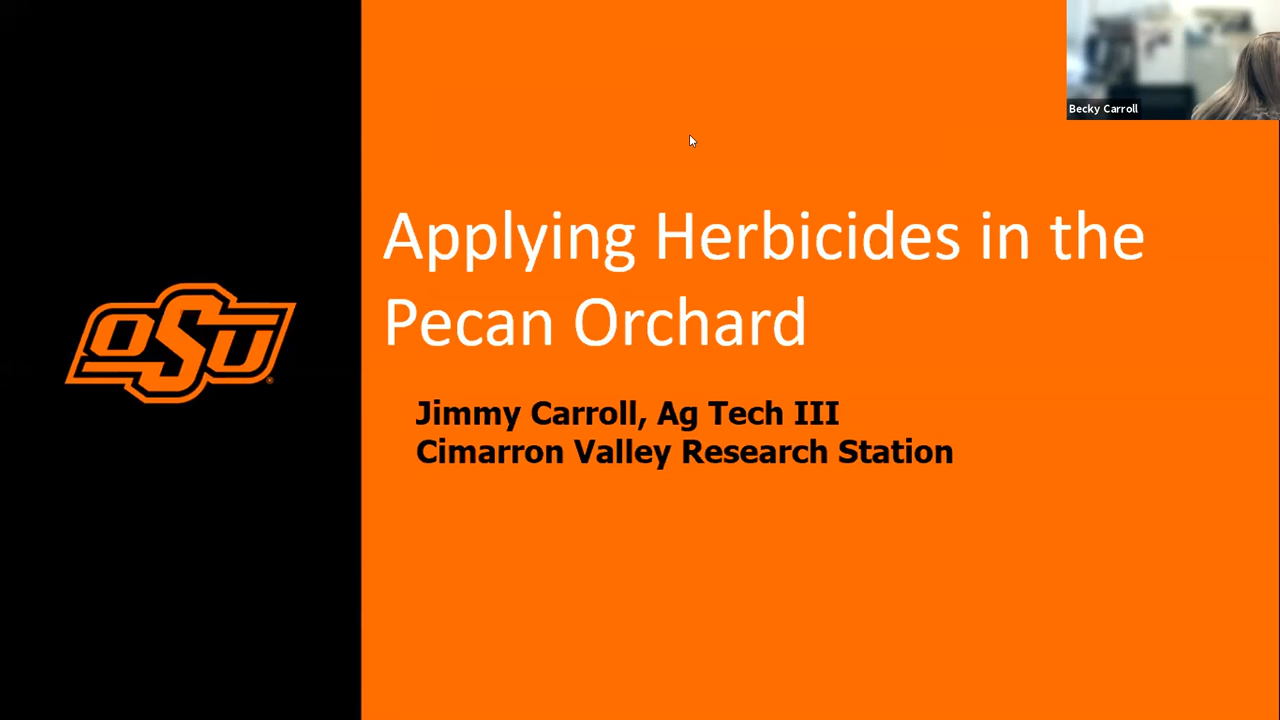 Becky Carroll
Applying Herbicides in the
Pecan Orchard
OSU
Jimmy Carroll, Ag Tech III
Cimarron Valley Research Station